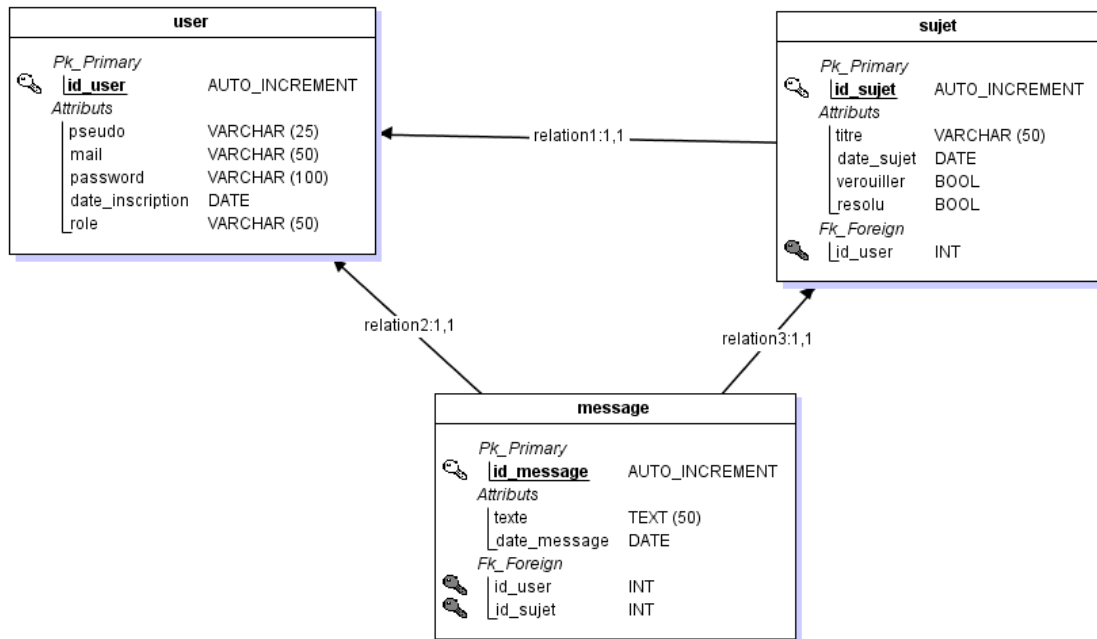 user
Pk_Primary
id_user AUTO_INCREMENT
Attributs
pseudo VARCHAR (25)
mail VARCHAR (50)
password VARCHAR (100)
date_inscription DATE
role VARCHAR (50)
relation1:1,1
sujet
Pk_Primary
id_sujet AUTO_INCREMENT
Attributs
titre VARCHAR (50)
date_sujet DATE
verouiller BOOL
resolu BOOL
Fk_Foreign
id_user INT
relation2:1,1
relation3:1,1
message
Pk_Primary
id_message AUTO_INCREMENT
Attributs
texte TEXT (50)
date_message DATE
Fk_Foreign
id_user INT
id_sujet INT